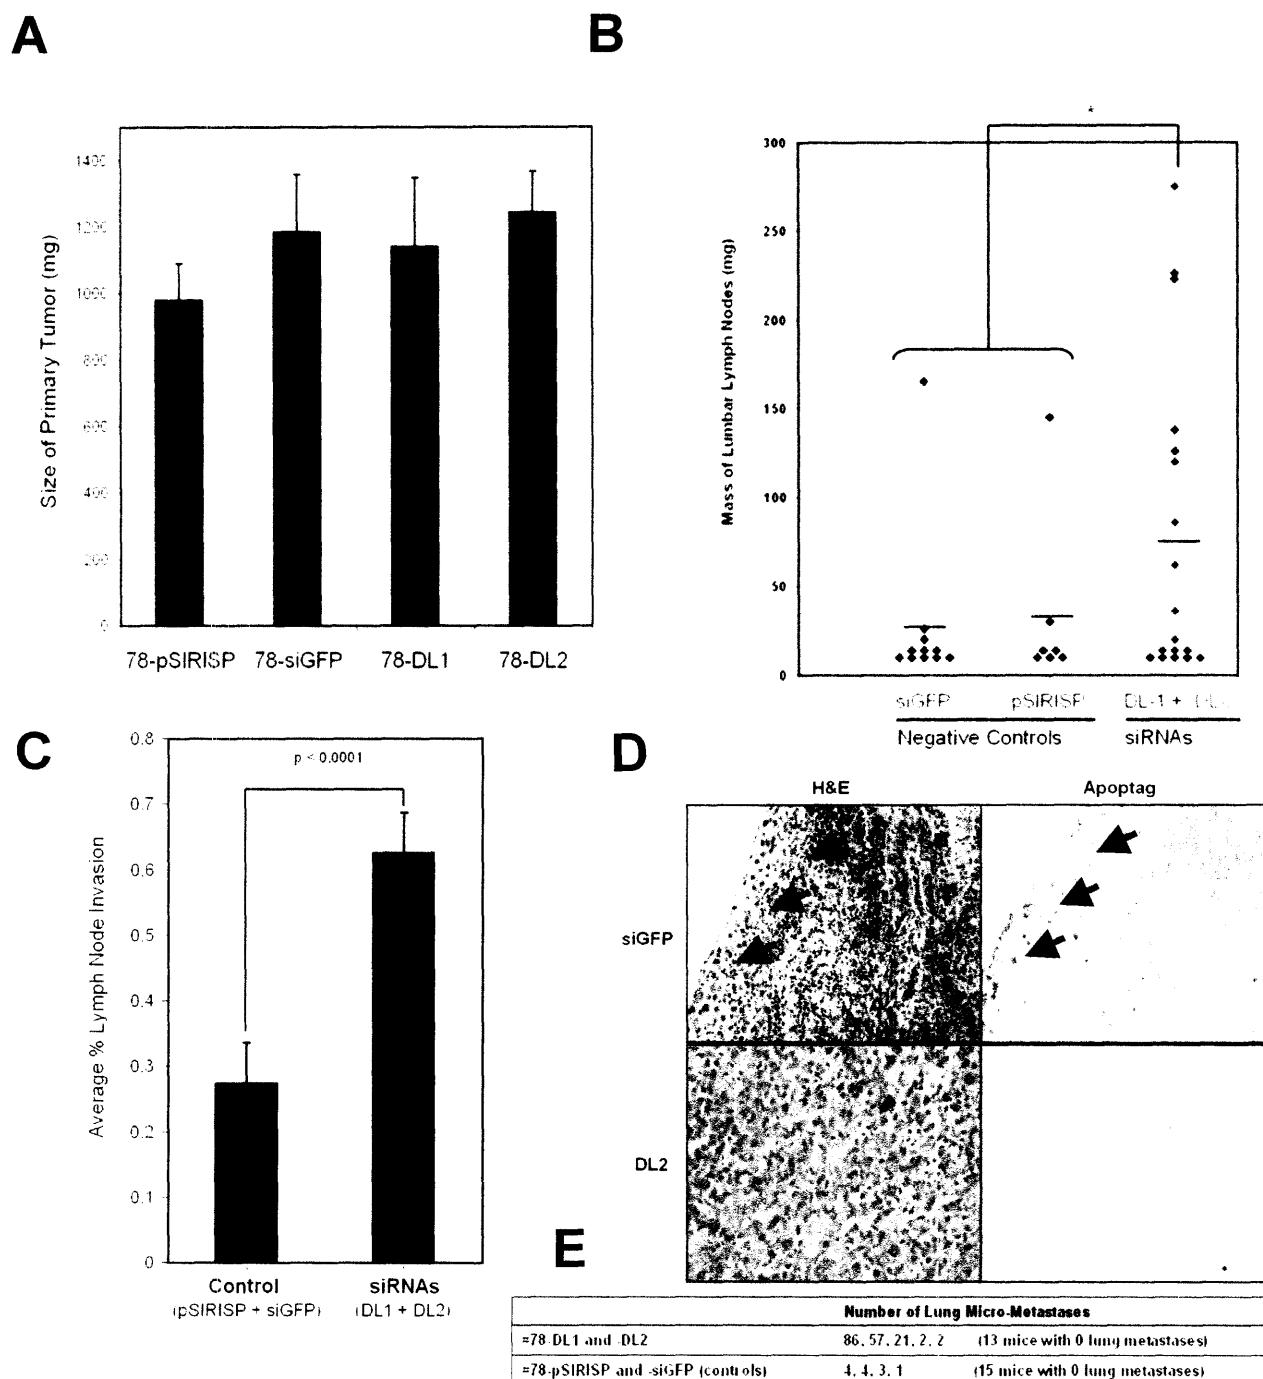 A
B
1400
1200
1000
800
600
400
200
0
Size of Primary Tumor (mg)
78-pSIRISP 78-siGFP 78-DL1 78-DL2
*
300
250
200
150
100
50
0
Mass of Lumbar Lymph Nodes (mg)
siGFP pSIRISP DL-1 +
Negative Controls siRNAs
C
0.8
0.7
0.6
0.5
0.4
0.3
0.2
0.1
0
Average % Lymph Node Invasion
p < 0.0001
Control siRNAs
(pSIRISP + siGFP) (DL1 + DL2)
D
H&E Apoptag
siGFP
DL2
E
Number of Lung Micro-Metastases
=78-DL1 and -DL2 86, 57, 21, 2, 2 (13 mice with 0 lung metastases)
=78-pSIRISP and -siGFP (controls) 4, 4, 3, 1 (15 mice with 0 lung metastases)